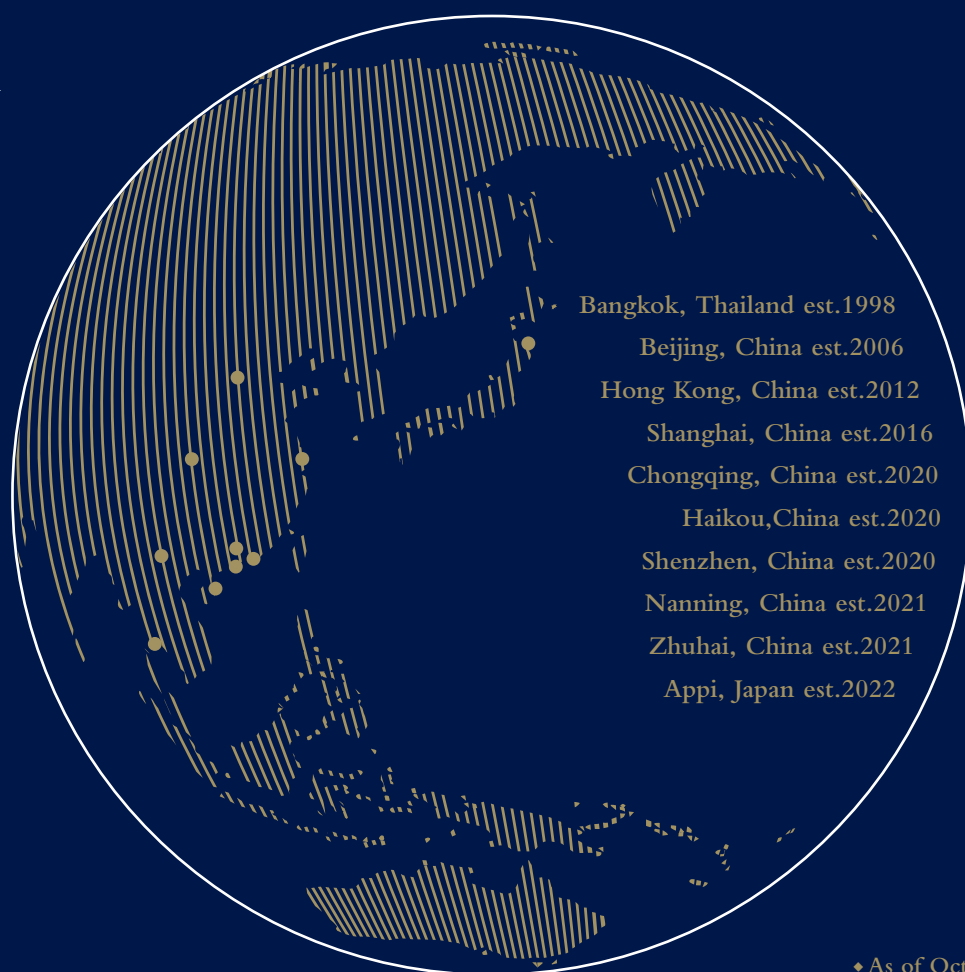 Bangkok, Thailand est.1998
Beijing, China est.2006
Hong Kong, China est.2012
Shanghai, China est.2016
Chongqing, China est.2020
Haikou,China est.2020
Shenzhen, China est.2020
Nanning, China est.2021
Zhuhai, China est.2021
Appi, Japan est.2022
◆ As of Oct